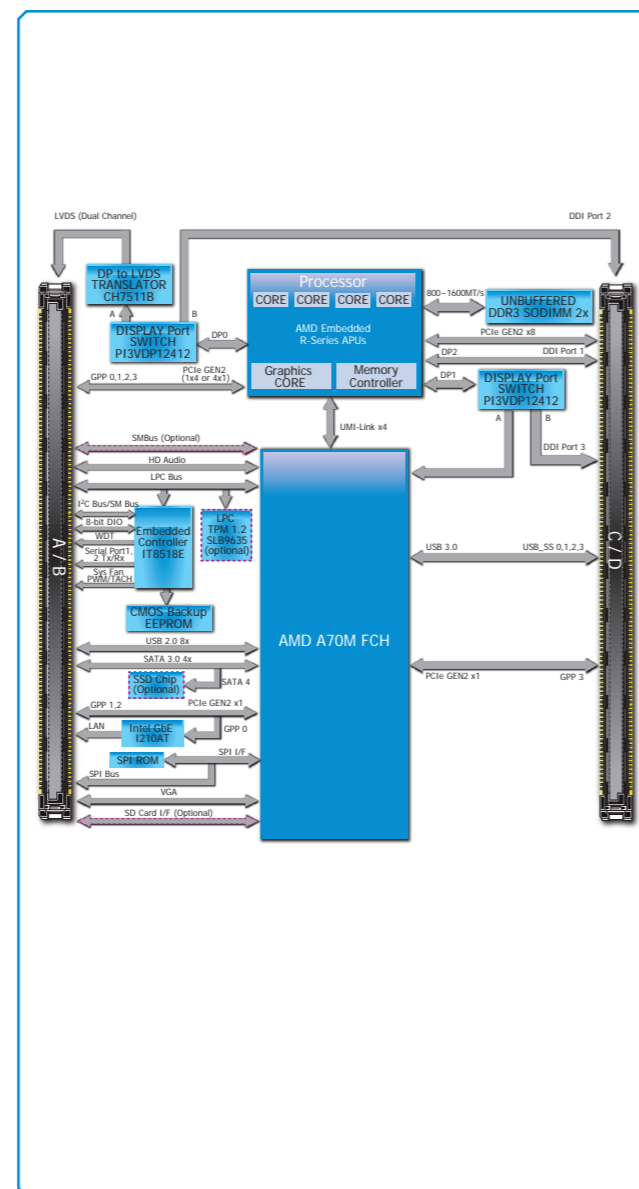 LVDS (Dual Channel)
DDI Port 2
DP to LVDS
TRANSLATOR
CH7511B
A
B
DISPLAY Port
SWITCH
PI3VDP12412
DP0
Processor
CORE CORE CORE CORE
AMD Embedded
R-Series APUs
Graphics
CORE
Memory
Controller
800~1600MT/s
UNBUFFERED
DDR3 SODIMM 2x
PCIe GEN2 x8
DP2
DDI Port 1
DP1
DISPLAY Port
SWITCH
PI3VDP12412
A
B
DDI Port 3
GPP 0,1,2,3
PCIe GEN2
(1x4 or 4x1)
UMI-Link x4
SMBus (Optional)
HD Audio
LPC Bus
I²C Bus/SM Bus
8-bit DIO
WDT
Serial Port1,
2 Tx/Rx
Sys Fan
PWM/TACH
Embedded
Controller
IT8518E
LPC
TPM 1.2
SLB9635
(optional)
CMOS Backup
EEPROM
A / B
C / D
AMD A70M FCH
USB 3.0
USB_SS 0,1,2,3
USB 2.0 8x
SATA 3.0 4x
SSD Chip
(Optional)
SATA 4
PCIe GEN2 x1
GPP 3
GPP 1,2
PCIe GEN2 x1
LAN
Intel GbE
I210AT
GPP 0
SPI ROM
SPI I/F
SPI Bus
VGA
SD Card I/F (Optional)